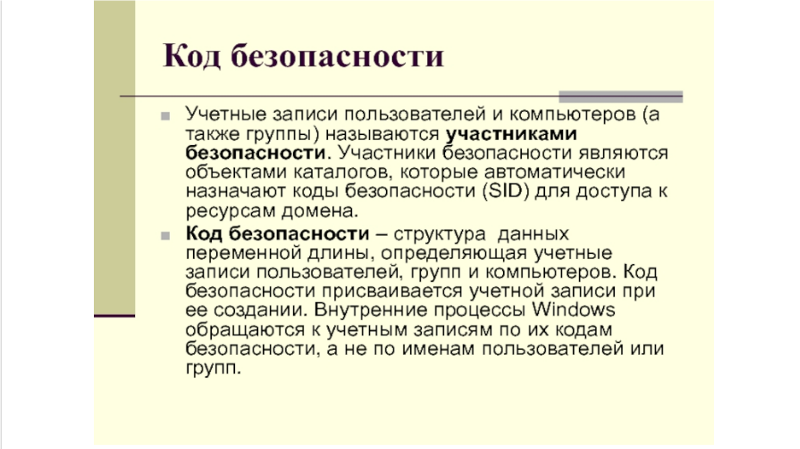 Код безопасности
Учетные записи пользователей и компьютеров (а
также группы) называются участниками
безопасности. Участники безопасности являются
объектами каталогов, которые автоматически
назначают коды безопасности (SID) для доступа к
ресурсам домена.
Код безопасности – структура данных
переменной длины, определяющая учетные
записи пользователей, групп и компьютеров. Код
безопасности присваивается учетной записи при
ее создании. Внутренние процессы Windows
обращаются к учетным записям по их кодам
безопасности, а не по именам пользователей или
групп.